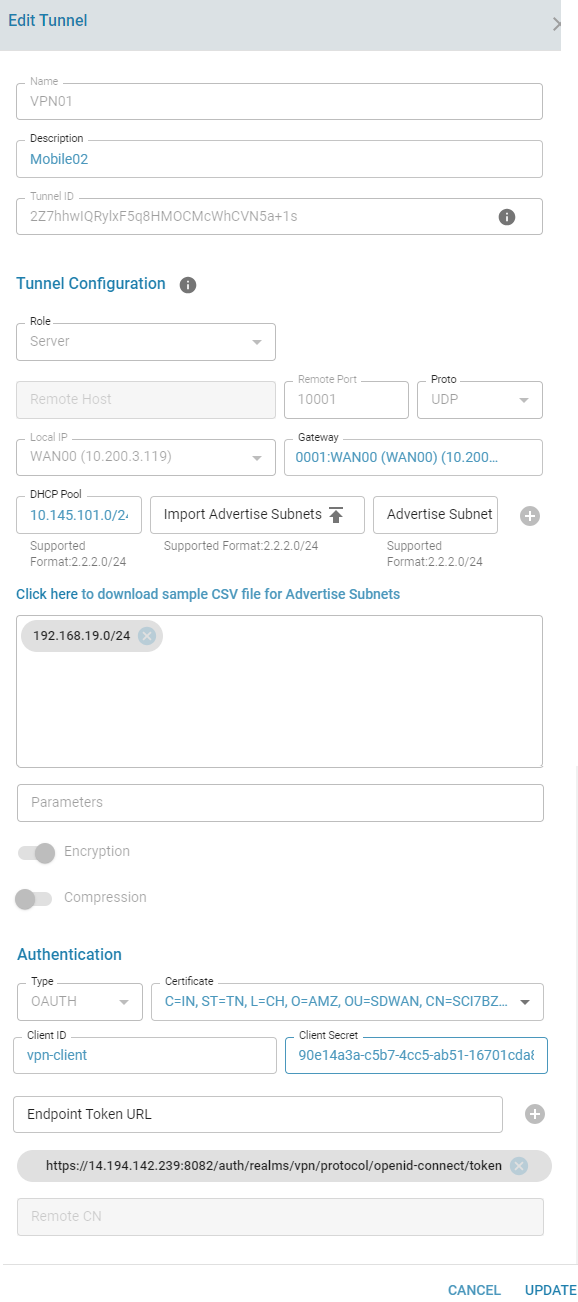 Edit Tunnel
Name
VPN01
Description
Mobile02
Tunnel ID
2Z7hhwIQRylxF5q8HMOCMcWhCVN5a+1s
Tunnel Configuration
Role
Server
Remote Host
Remote Port
10001
Proto
UDP
Local IP
WAN00 (10.200.3.119)
Gateway
0001:WAN00 (WAN00) (10.200...
DHCP Pool
10.145.101.0/24
Import Advertise Subnets
Advertise Subnet
Supported
Format:2.2.2.0/24
Supported Format:2.2.2.0/24
Supported
Format:2.2.2.0/24
Click here to download sample CSV file for Advertise Subnets
192.168.19.0/24
Parameters
Encryption
Compression
Authentication
Type
OAUTH
Certificate
C=IN, ST=TN, L=CH, O=AMZ, OU=SDWAN, CN=SCI7BZ...
Client ID
vpn-client
Client Secret
90e14a3a-c5b7-4cc5-ab51-16701cda8
Endpoint Token URL
https://14.194.142.239:8082/auth/realms/vpn/protocol/openid-connect/token
Remote CN
CANCEL
UPDATE